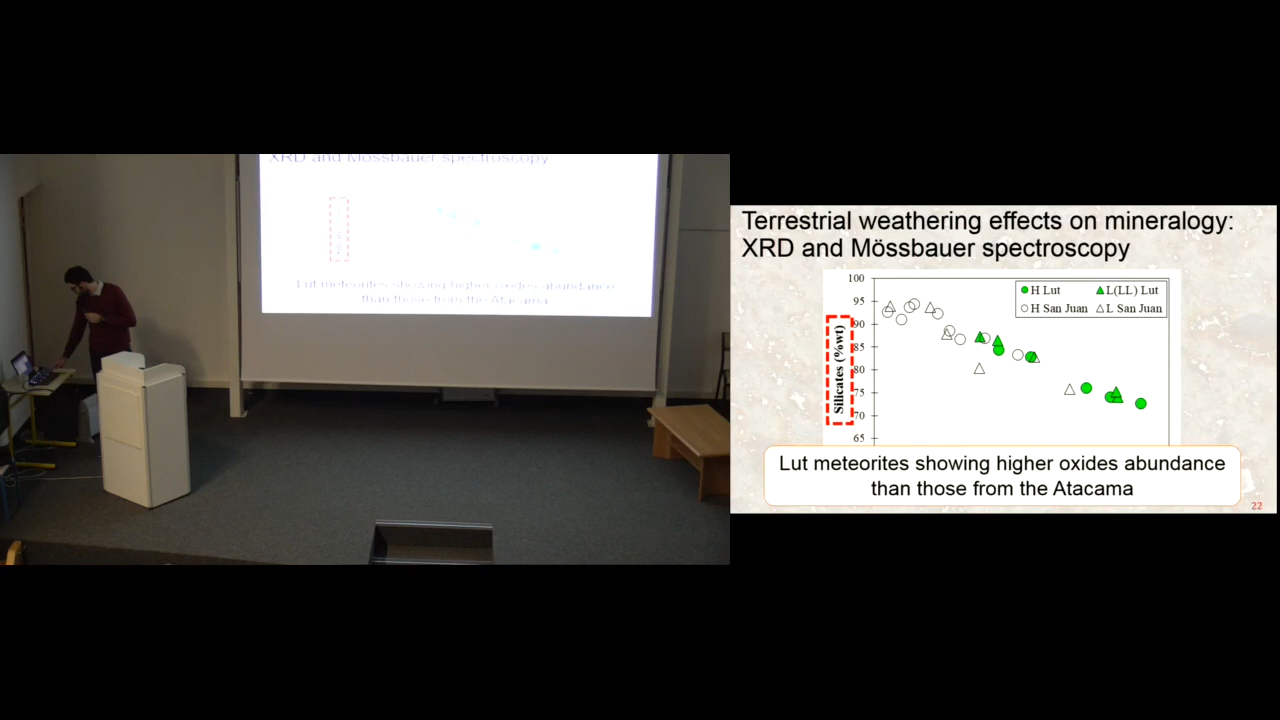 XRD and Mössbauer spectroscopy
Lut meteorites showing higher oxides abundance
than those from the Atacama
Terrestrial weathering effects on mineralogy:
XRD and Mössbauer spectroscopy
100
95
90
85
80
75
70
65
Silicates (%wt)
H Lut
L(LL) Lut
H San Juan
L San Juan
Lut meteorites showing higher oxides abundance
than those from the Atacama
22